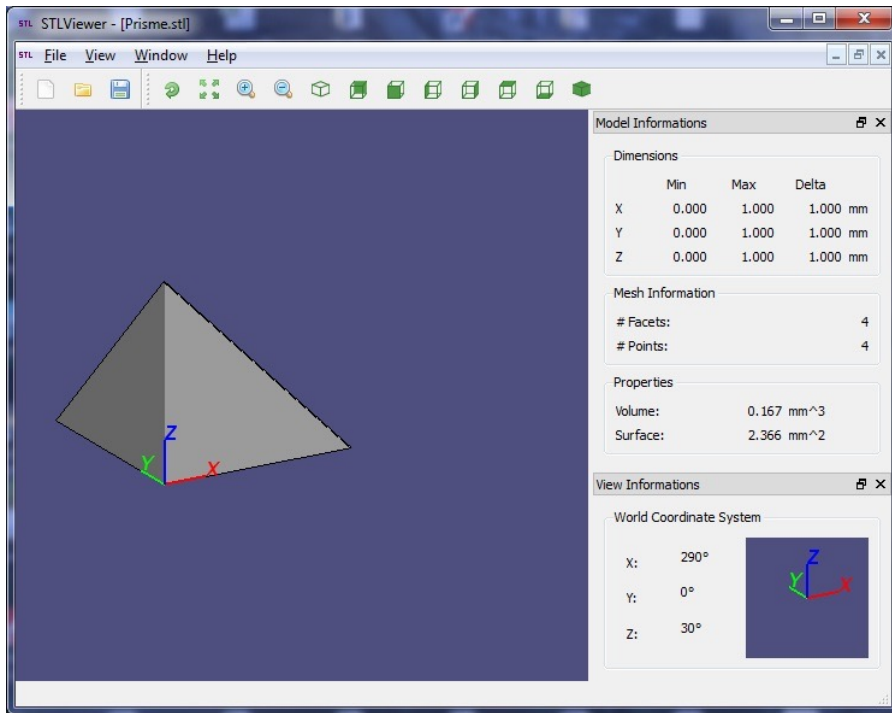 STL STLViewer - [Prisme.stl]
STL File View Window Help
Model Informations
Dimensions
Min Max Delta
X 0.000 1.000 1.000 mm
Y 0.000 1.000 1.000 mm
Z 0.000 1.000 1.000 mm
Mesh Information
# Facets: 4
# Points: 4
Properties
Volume: 0.167 mm^3
Surface: 2.366 mm^2
Z
Y X
View Informations
World Coordinate System
X: 290°
Y: 0°
Z: 30°
Z
Y X